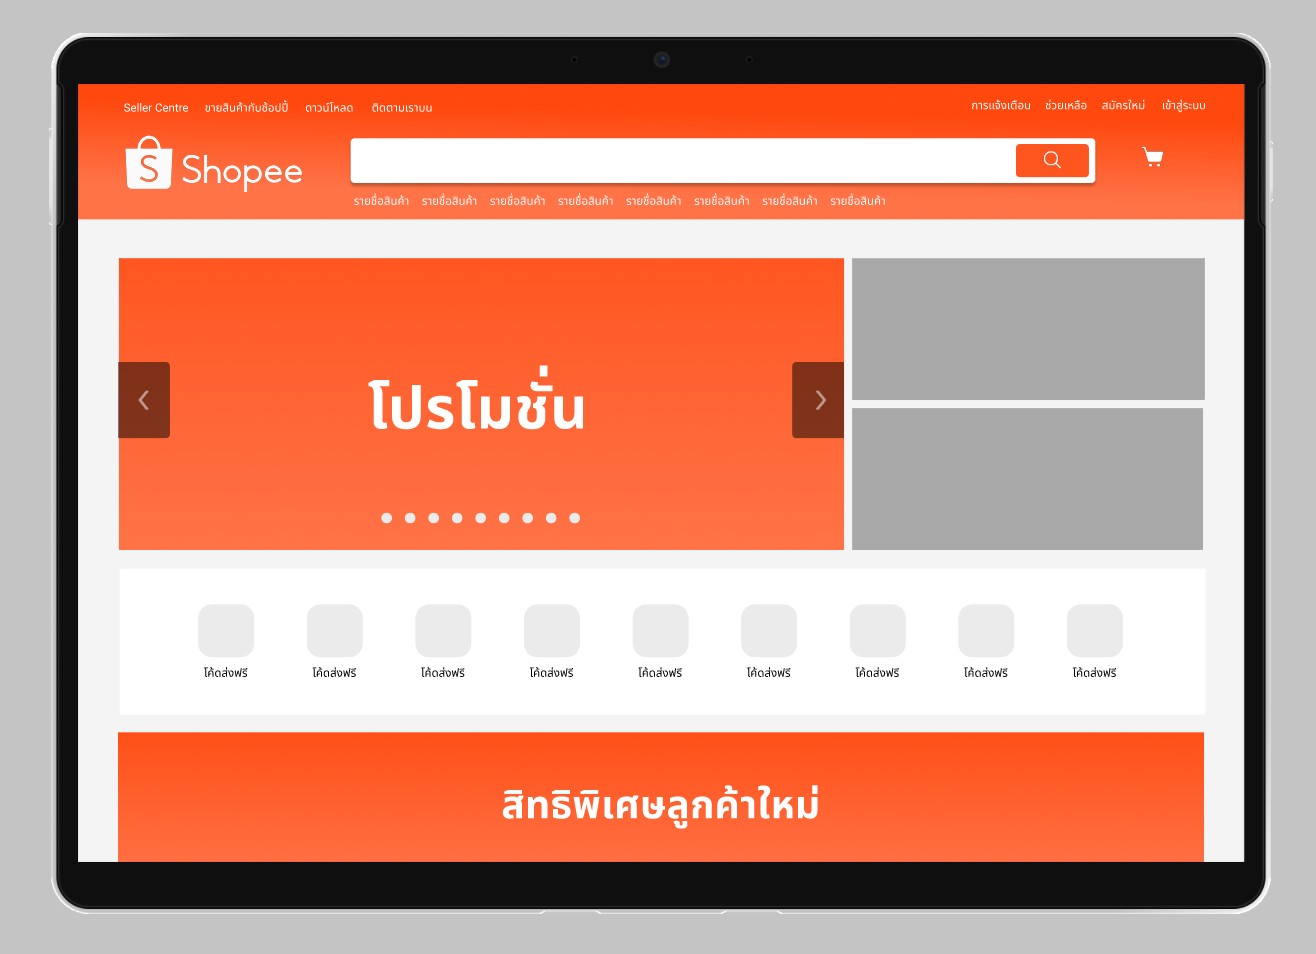 Seller Centre ขายสินค้ากับช้อปปี้ ดาวน์โหลด ติดตามเราบน การแจ้งเตือน ช่วยเหลือ สมัครใหม่ เข้าสู่ระบบ
S Shopee
รายชื่อสินค้า รายชื่อสินค้า รายชื่อสินค้า รายชื่อสินค้า รายชื่อสินค้า รายชื่อสินค้า รายชื่อสินค้า รายชื่อสินค้า
โปรโมชั่น
โค้ดส่งฟรี โค้ดส่งฟรี โค้ดส่งฟรี โค้ดส่งฟรี โค้ดส่งฟรี โค้ดส่งฟรี โค้ดส่งฟรี โค้ดส่งฟรี โค้ดส่งฟรี
สิทธิพิเศษลูกค้าใหม่